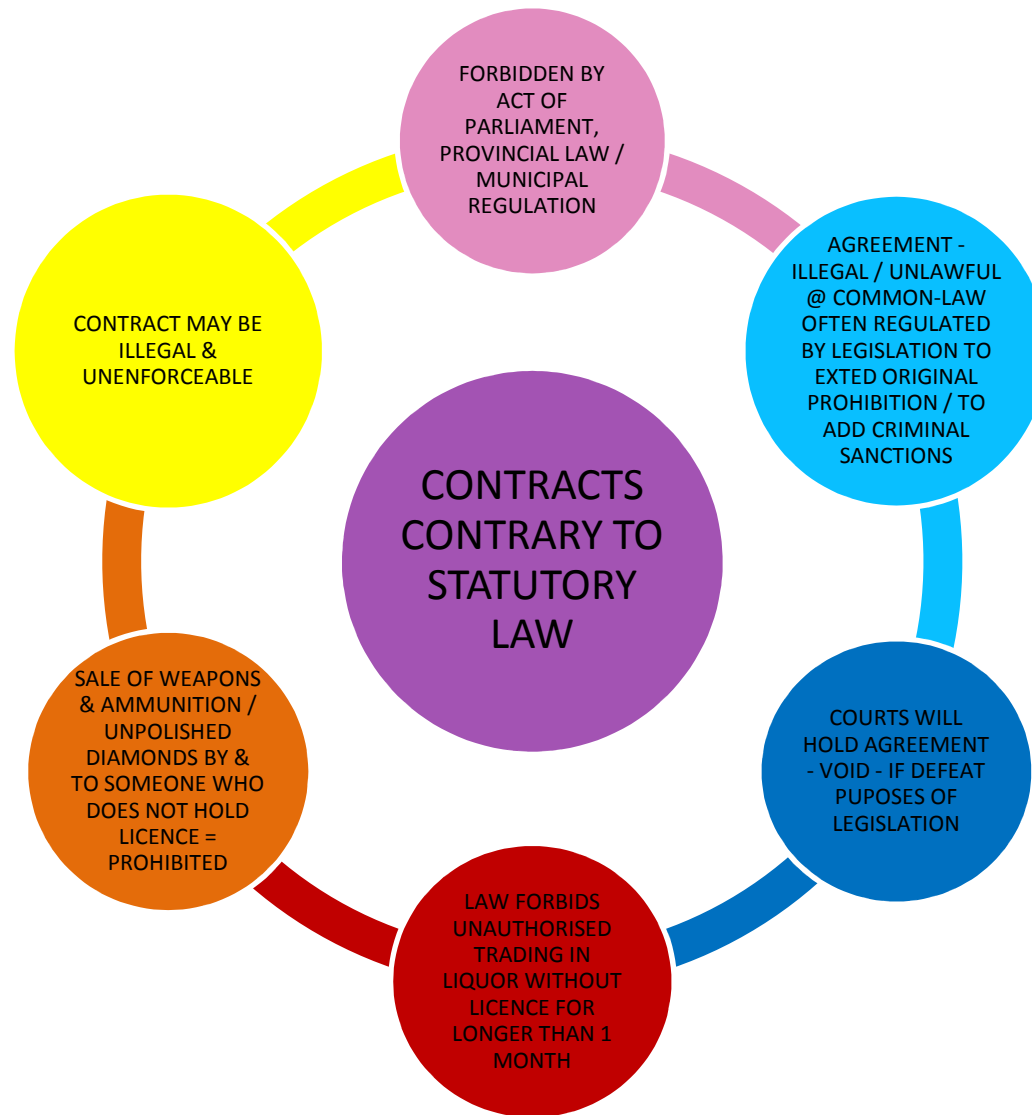 FORBIDDEN BY
ACT OF
PARLIAMENT,
PROVINCIAL LAW /
MUNICIPAL
REGULATION
AGREEMENT -
ILLEGAL / UNLAWFUL
@ COMMON-LAW
OFTEN REGULATED
BY LEGISLATION TO
EXTED ORIGINAL
PROHIBITION / TO
ADD CRIMINAL
SANCTIONS
COURTS WILL
HOLD AGREEMENT
- VOID - IF DEFEAT
PUPOSES OF
LEGISLATION
LAW FORBIDS
UNAUTHORISED
TRADING IN
LIQUOR WITHOUT
LICENCE FOR
LONGER THAN 1
MONTH
SALE OF WEAPONS
& AMMUNITION /
UNPOLISHED
DIAMONDS BY &
TO SOMEONE WHO
DOES NOT HOLD
LICENCE =
PROHIBITED
CONTRACT MAY BE
ILLEGAL &
UNENFORCEABLE
CONTRACTS
CONTRARY TO
STATUTORY
LAW